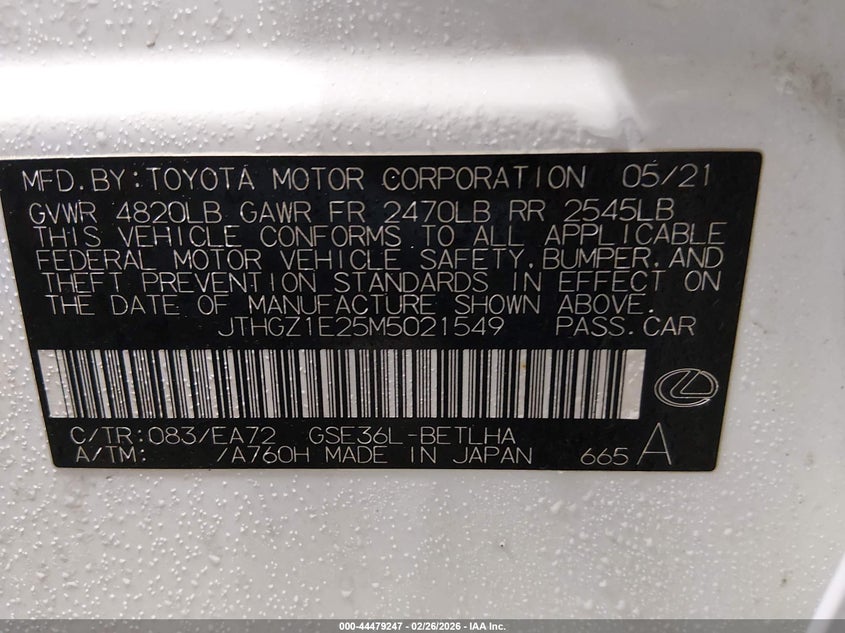 MFD.BY:TOYOTA MOTOR CORPORATION 05/21
GVWR 4820LB GAWR FR 2470LB RR 2545LB
THIS VEHICLE CONFORMS TO ALL APPLICABLE
FEDERAL MOTOR VEHICLE SAFETY,BUMPER,AND
THEFT PREVENTION STANDARDS IN EFFECT ON
THE DATE OF MANUFACTURE SHOWN ABOVE.
JTHGZ1E25M5021549 PASS.CAR
C/TR:083/EA72 GSE36L-BETLHA
A/TM: /A760H MADE IN JAPAN 665 A
000-44479247 - 02/26/2026 - IAA Inc.